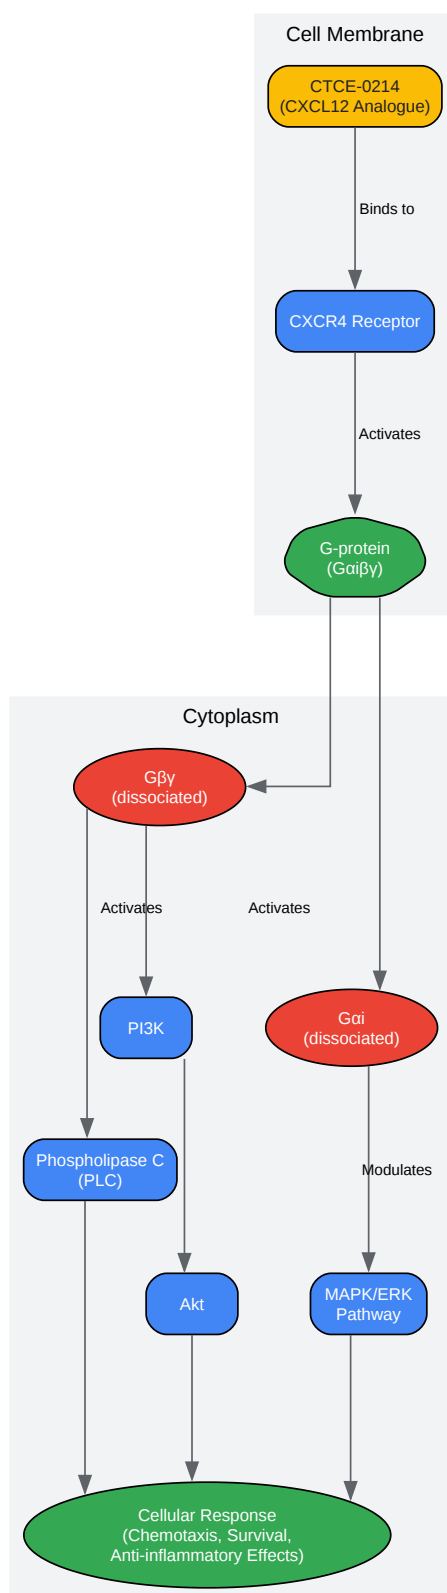 Cell Membrane
CTCE-0214
(CXCL12 Analogue)
Binds to
CXCR4 Receptor
Activates
G-protein
(Gαiβγ)
Cytoplasm
Gβγ
(dissociated)
Activates
Activates
PI3K
Gαi
(dissociated)
Phospholipase C
(PLC)
Modulates
Akt
MAPK/ERK
Pathway
Cellular Response
(Chemotaxis, Survival,
Anti-inflammatory Effects)